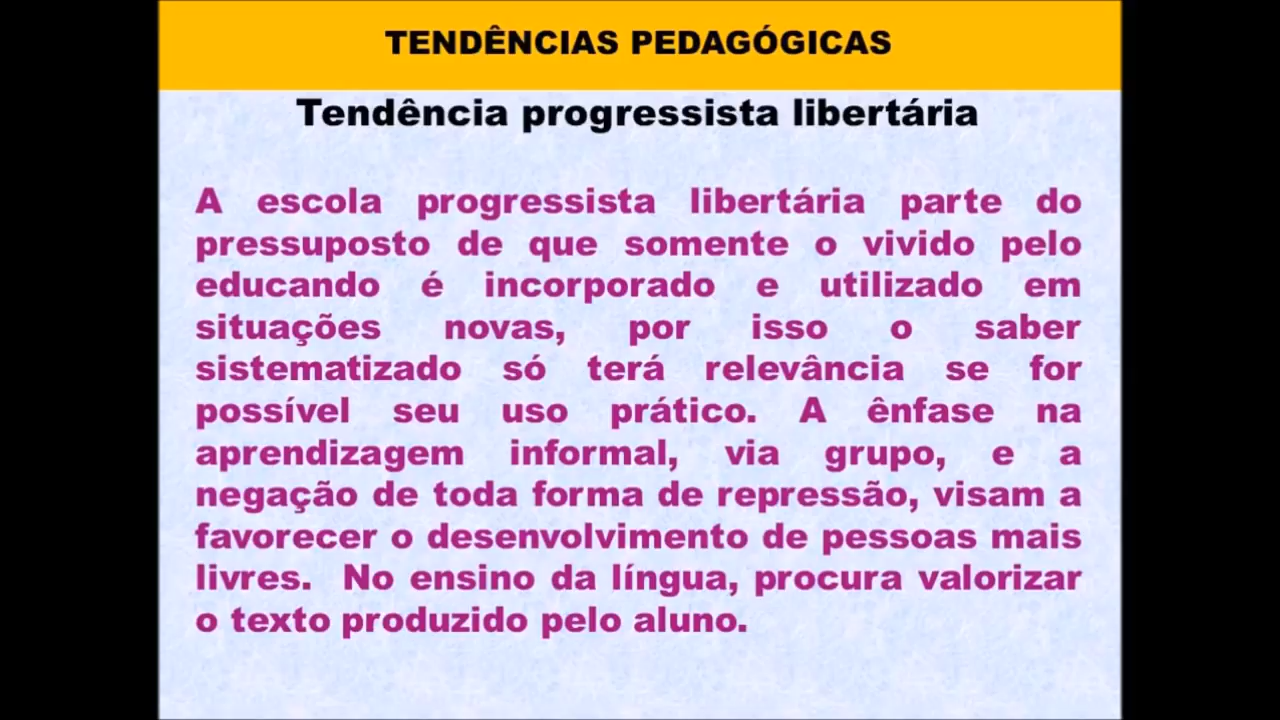 TENDÊNCIAS PEDAGÓGICAS
Tendência progressista libertária
A escola progressista libertária parte do
pressuposto de que somente o vivido pelo
educando é incorporado e utilizado em
situações novas, por isso o saber
sistematizado só terá relevância se for
possível seu uso prático. A ênfase na
aprendizagem informal, via grupo, e a
negação de toda forma de repressão, visam a
favorecer o desenvolvimento de pessoas mais
livres. No ensino da língua, procura valorizar
o texto produzido pelo aluno.